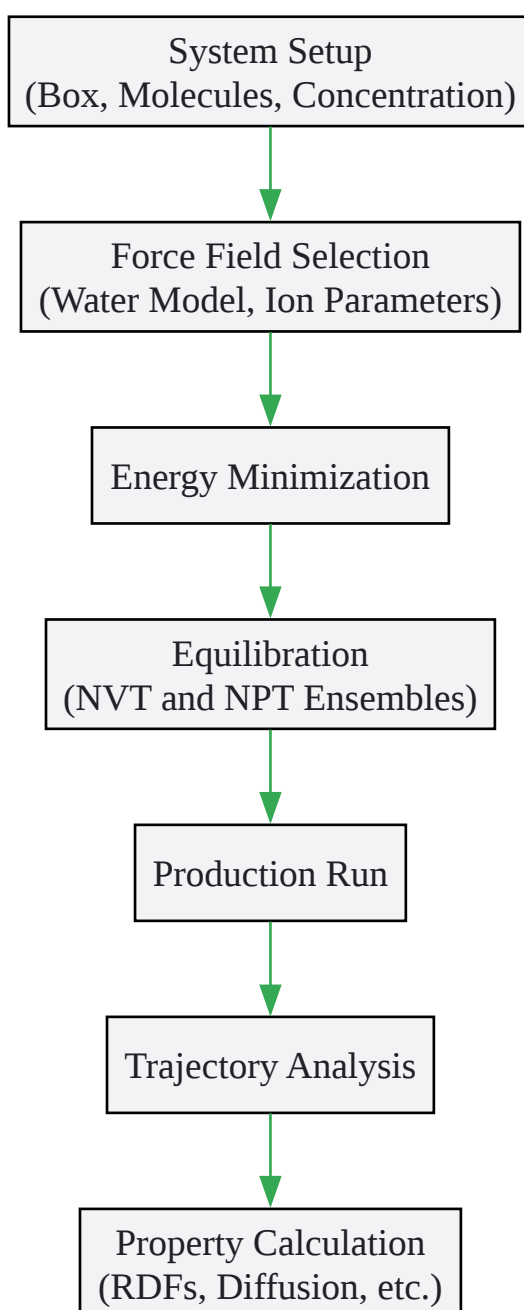 System Setup
(Box, Molecules, Concentration)
Force Field Selection
(Water Model, Ion Parameters)
Energy Minimization
Equilibration
(NVT and NPT Ensembles)
Production Run
Trajectory Analysis
Property Calculation
(RDFs, Diffusion, etc.)